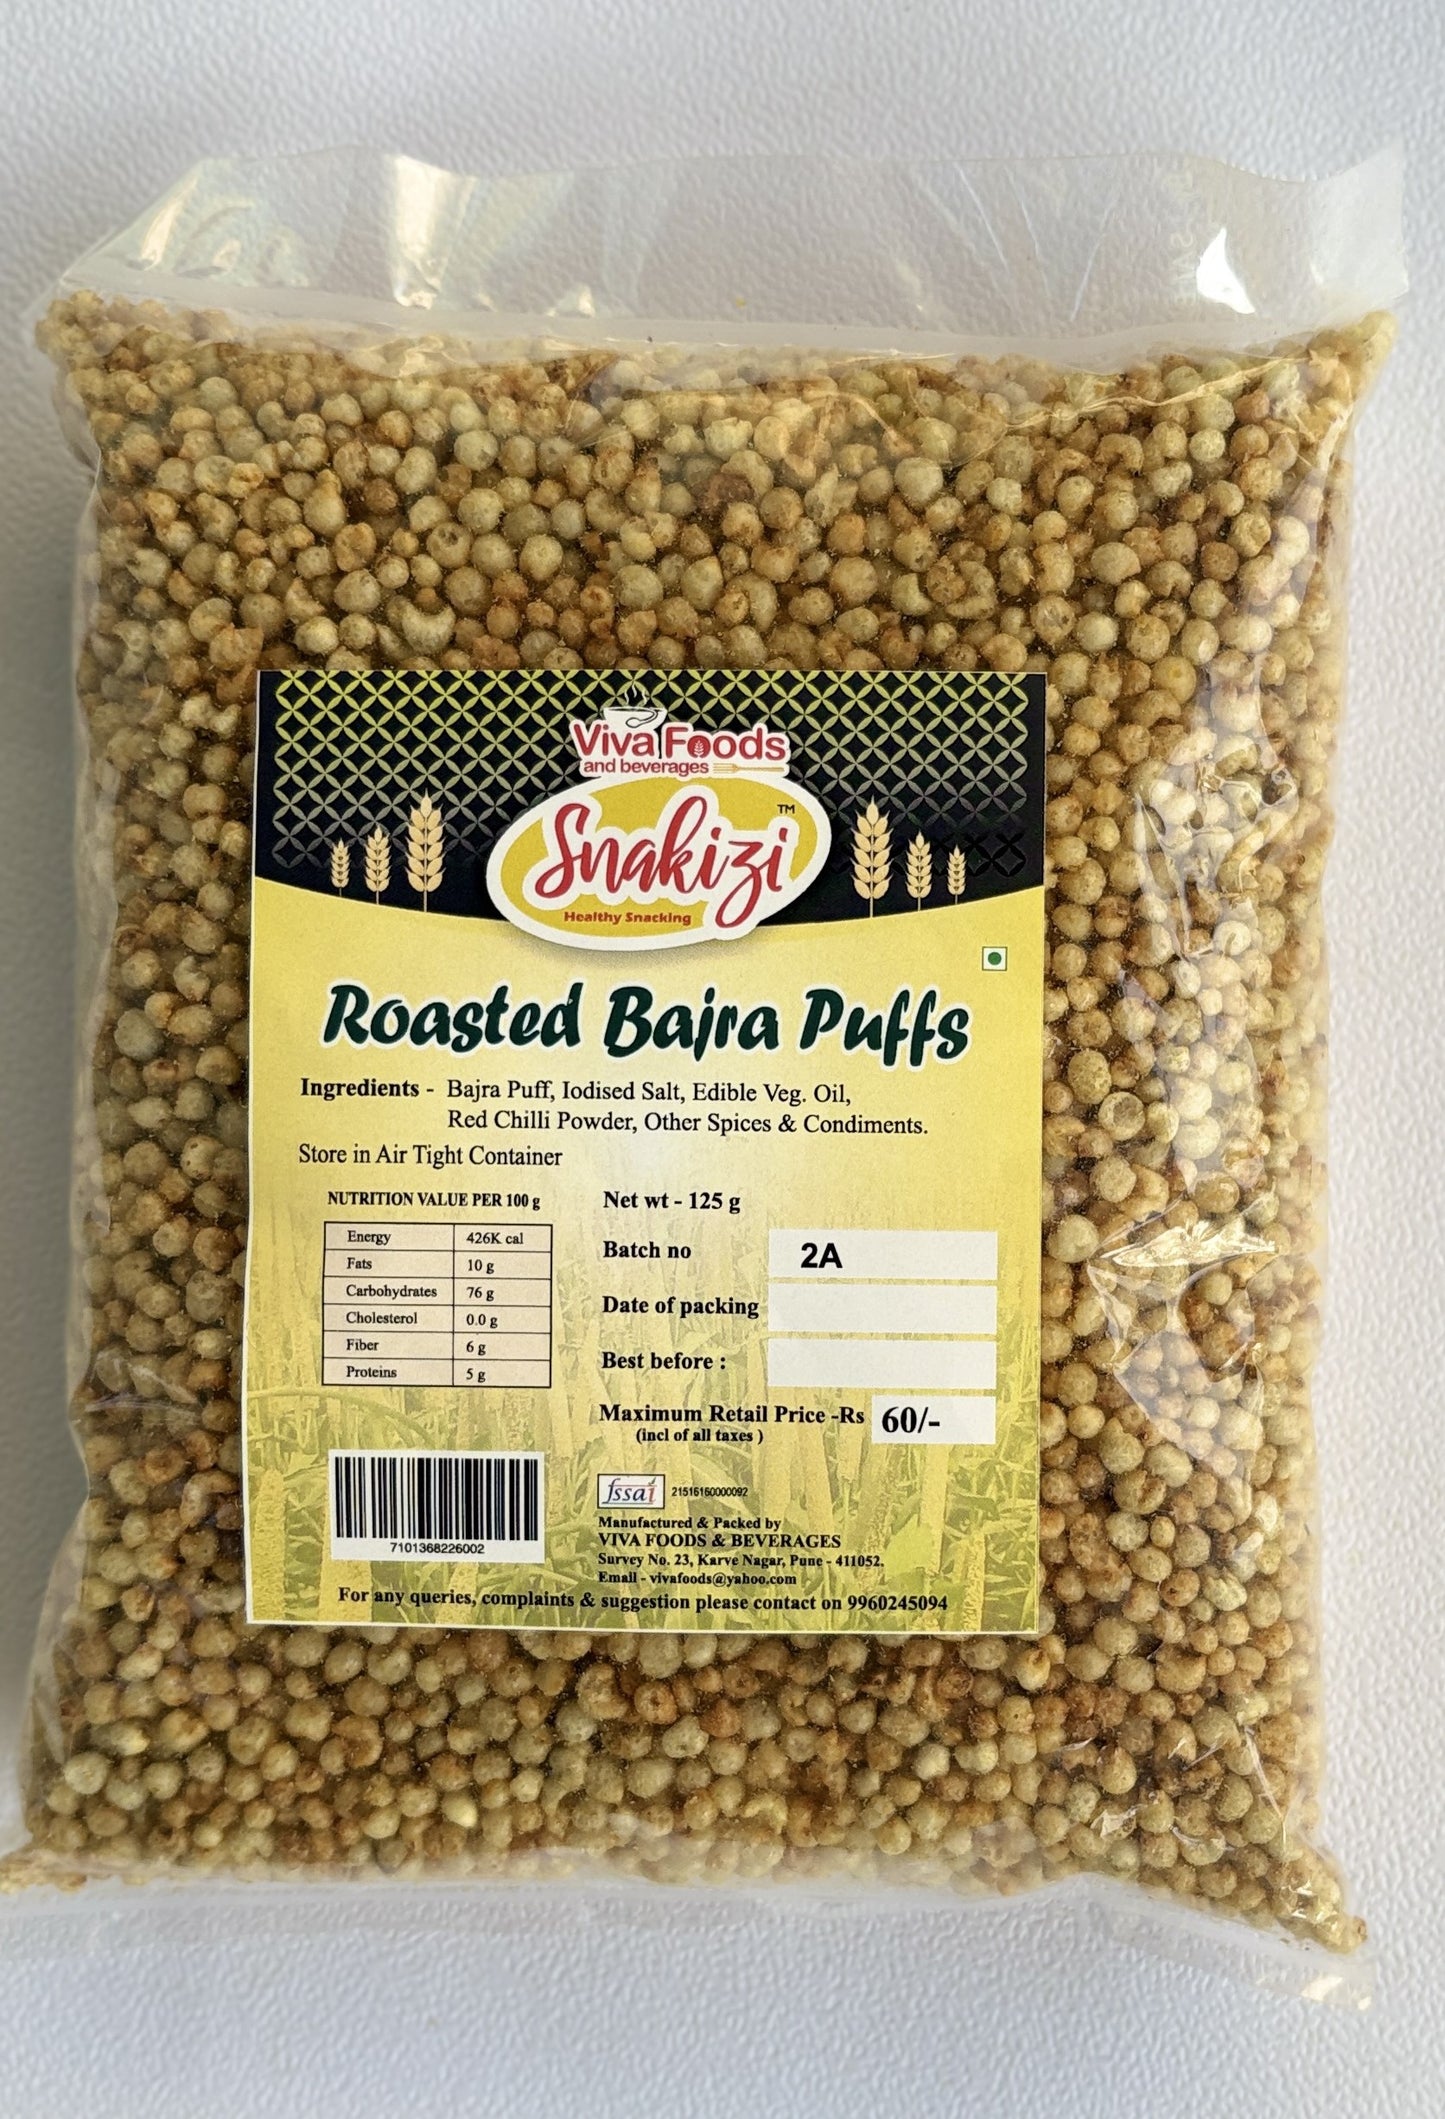 Viva Foods
and beverages
Snakizi TM
Healthy Snacking
Roasted Bajra Puffs
Ingredients - Bajra Puff, Iodised Salt, Edible Veg. Oil,
Red Chilli Powder, Other Spices & Condiments.
Store in Air Tight Container
NUTRITION VALUE PER 100 g
Energy 426K cal
Fats 10 g
Carbohydrates 76 g
Cholesterol 0.0 g
Fiber 6 g
Proteins 5 g
Net wt - 125 g
Batch no 2A
Date of packing
Best before :
Maximum Retail Price -Rs 60/-
(incl of all taxes )
7101368226002
fssai 21516160000092
Manufactured & Packed by
VIVA FOODS & BEVERAGES
Survey No. 23, Karve Nagar, Pune - 411052.
Email - vivafoods@yahoo.com
For any queries, complaints & suggestion please contact on 9960245094